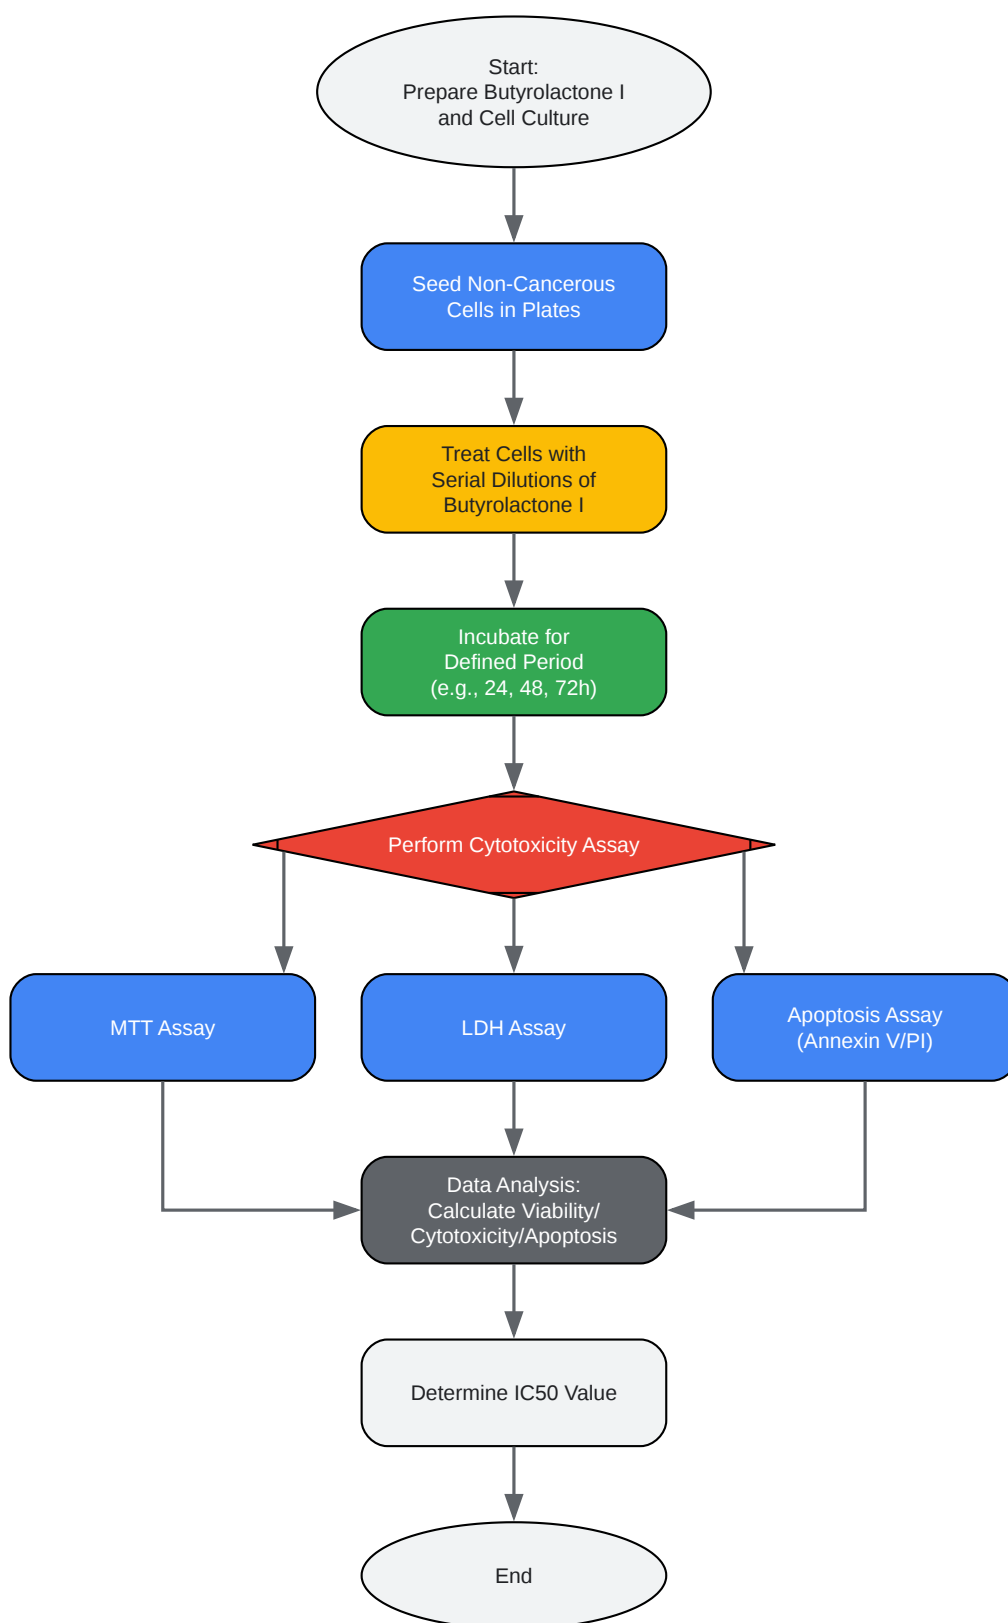 Start:
Prepare Butyrolactone I
and Cell Culture
Seed Non-Cancerous
Cells in Plates
Treat Cells with
Serial Dilutions of
Butyrolactone I
Incubate for
Defined Period
(e.g., 24, 48, 72h)
Perform Cytotoxicity Assay
MTT Assay
LDH Assay
Apoptosis Assay
(Annexin V/PI)
Data Analysis:
Calculate Viability/
Cytotoxicity/Apoptosis
Determine IC50 Value
End